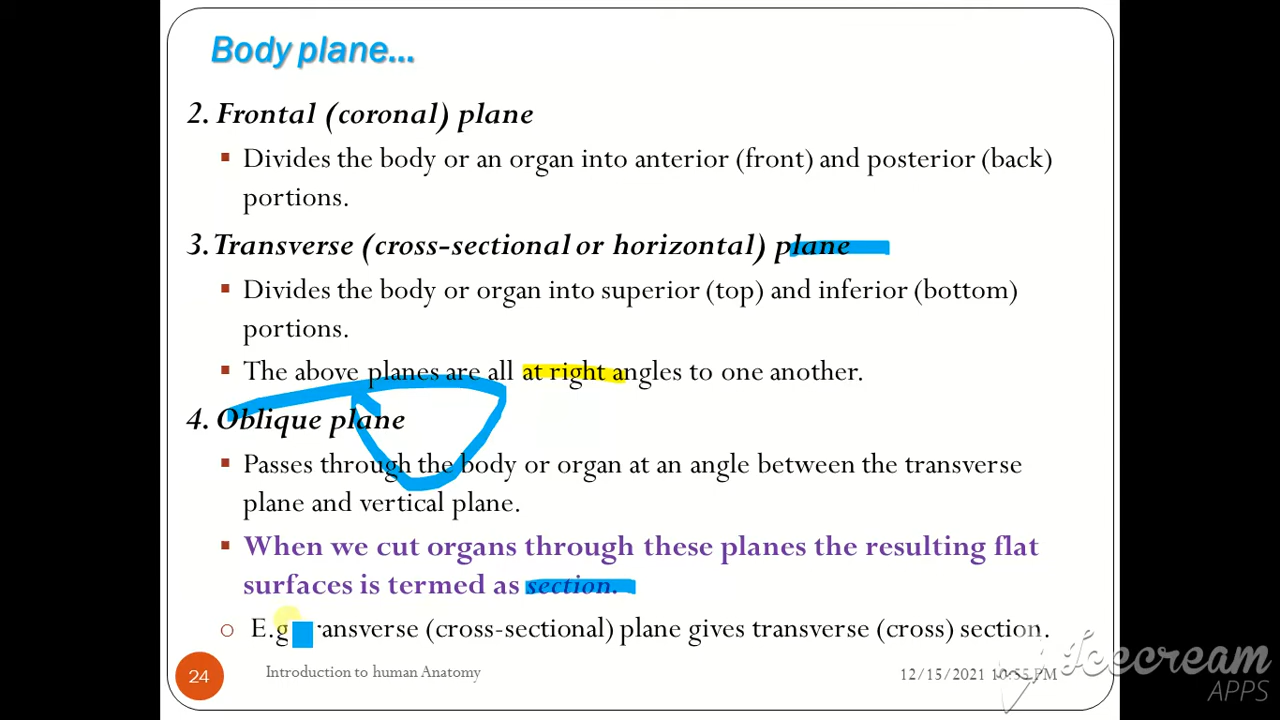 Body plane...
2. Frontal (coronal) plane
▪ Divides the body or an organ into anterior (front) and posterior (back)
portions.
3. Transverse (cross-sectional or horizontal) plane
▪ Divides the body or organ into superior (top) and inferior (bottom)
portions.
▪ The above planes are all at right angles to one another.
4. Oblique plane
▪ Passes through the body or organ at an angle between the transverse
plane and vertical plane.
▪ When we cut organs through these planes the resulting flat
surfaces is termed as section.
○ E.g transverse (cross-sectional) plane gives transverse (cross) section.
24 Introduction to human Anatomy 12/15/2021 10:55 PM
Icecream
APPS